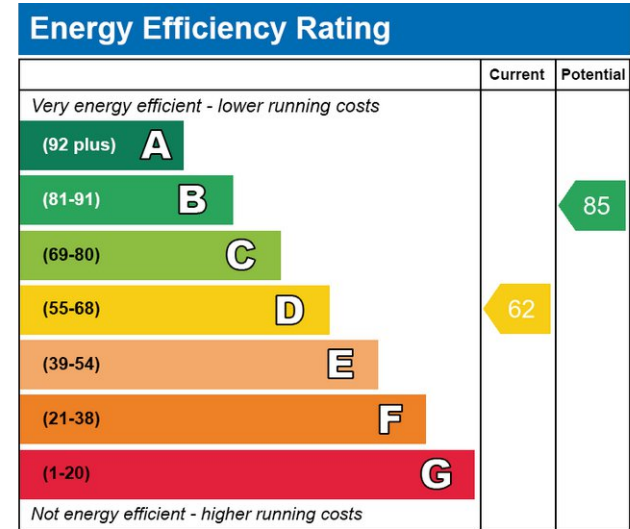 Energy Efficiency Rating
Current Potential
Very energy efficient - lower running costs
(92 plus) A
(81-91) B
85
(69-80) C
(55-68) D
62
(39-54) E
(21-38) F
(1-20) G
Not energy efficient - higher running costs